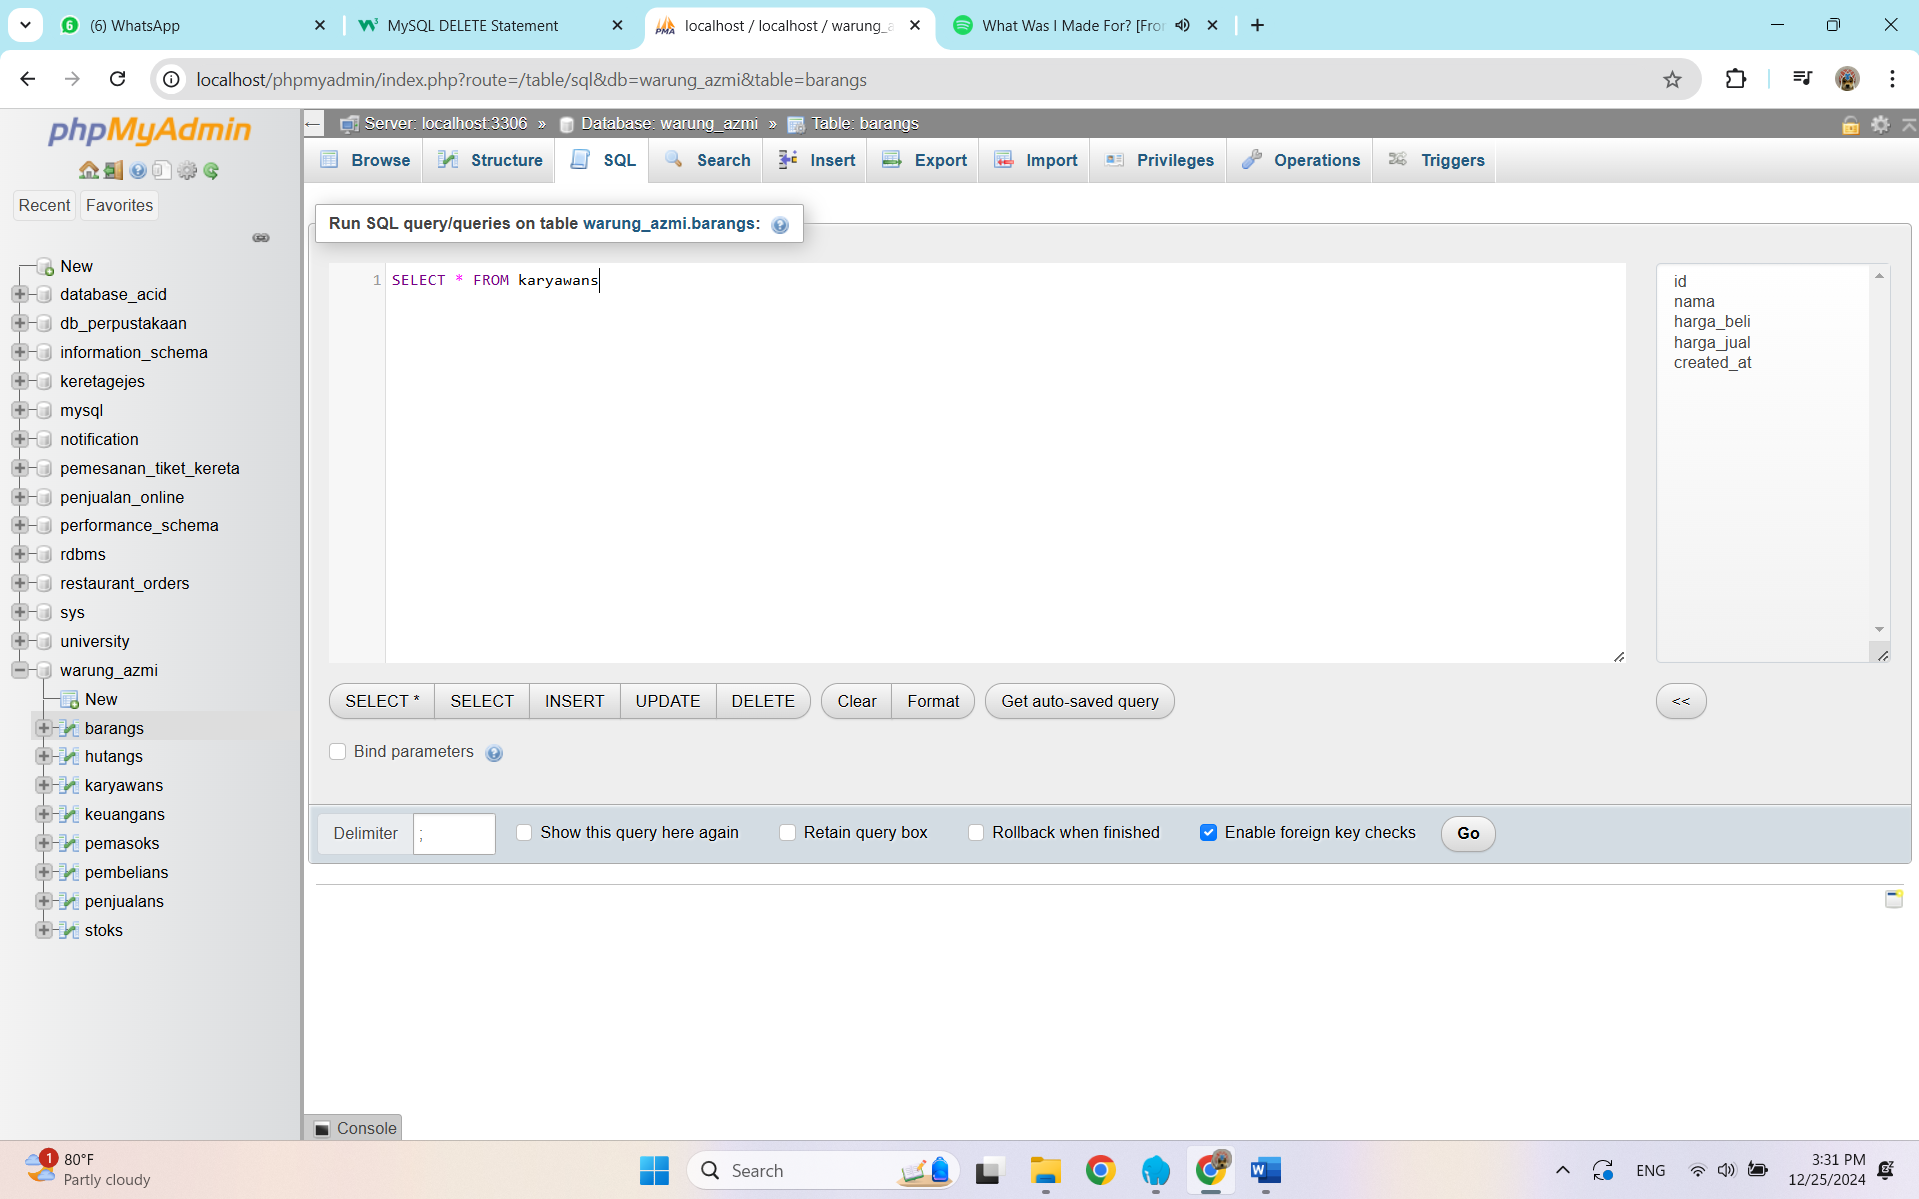 (6) WhatsApp
MySQL DELETE Statement
localhost / localhost / warung_a
What Was I Made For? [Fror
localhost/phpmyadmin/index.php?route=/table/sql&db=warung_azmi&table=barangs
phpMyAdmin
Recent
Favorites
New
database_acid
db_perpustakaan
information_schema
keretagejes
mysql
notification
pemesanan_tiket_kereta
penjualan_online
performance_schema
rdbms
restaurant_orders
sys
university
warung_azmi
New
barangs
hutangs
karyawans
keuangans
pemasoks
pembelians
penjualans
stoks
Server: localhost:3306 » Database: warung_azmi » Table: barangs
Browse
Structure
SQL
Search
Insert
Export
Import
Privileges
Operations
Triggers
Run SQL query/queries on table warung_azmi.barangs:
1 SELECT * FROM karyawans
id
nama
harga_beli
harga_jual
created_at
SELECT *
SELECT
INSERT
UPDATE
DELETE
Clear
Format
Get auto-saved query
<<
Bind parameters
Delimiter ;
Show this query here again
Retain query box
Rollback when finished
Enable foreign key checks
Go
Console
1
80°F
Partly cloudy
Search
ENG
3:31 PM
12/25/2024